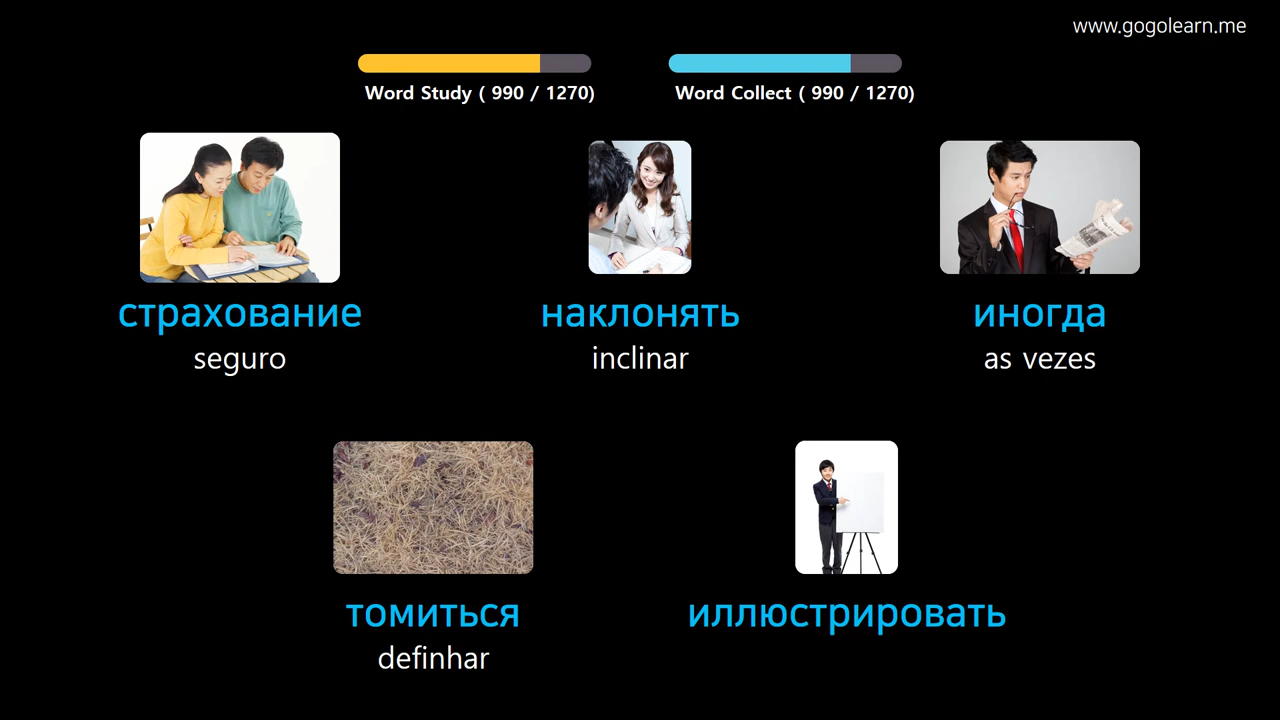 www.gogolearn.me
Word Study ( 990 / 1270)
Word Collect ( 990 / 1270)
страхование
наклонять
иногда
seguro
inclinar
as vezes
томиться
иллюстрировать
definhar